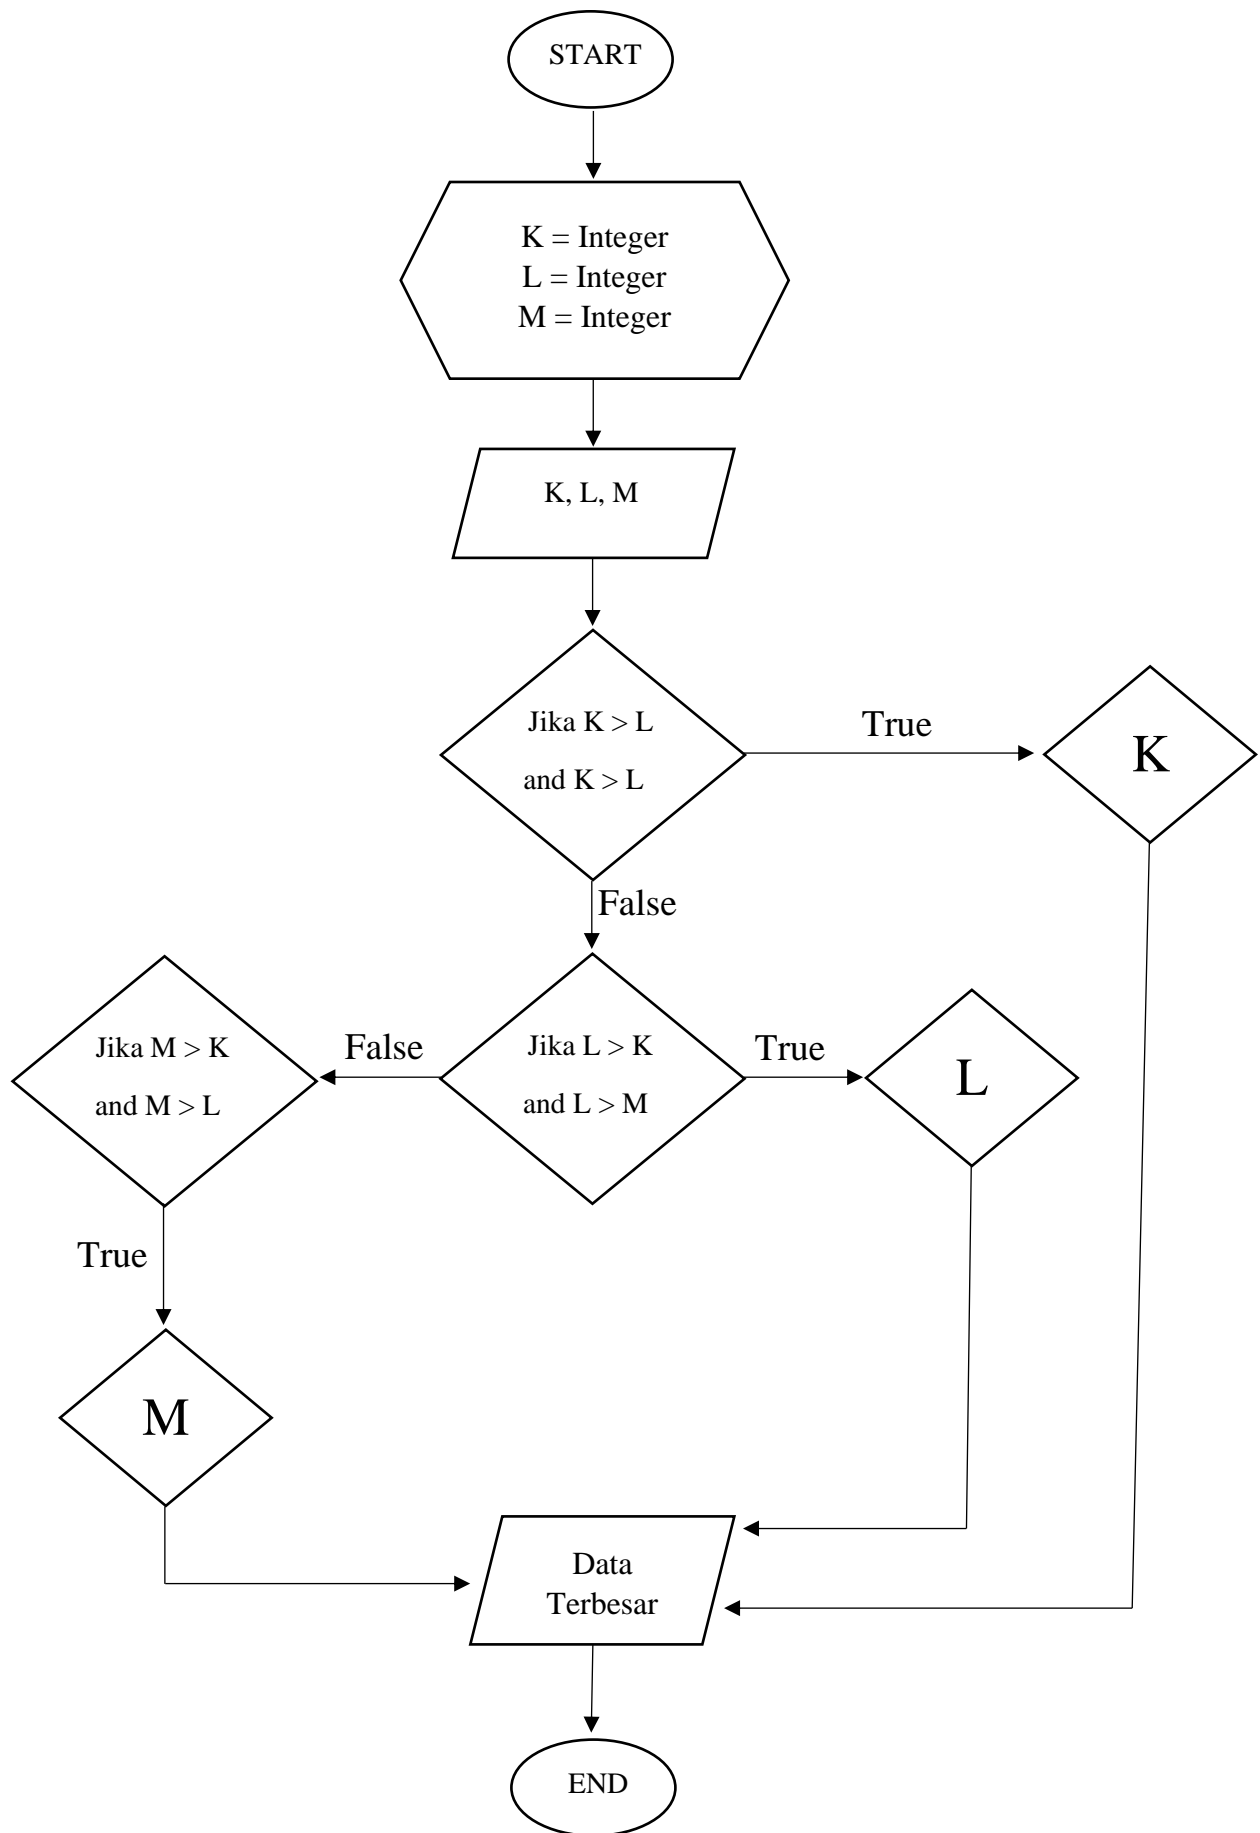 START
K = Integer
L = Integer
M = Integer
K, L, M
Jika K > L
and K > L
True
K
False
Jika M > K
and M > L
False
Jika L > K
and L > M
True
L
True
M
Data
Terbesar
END